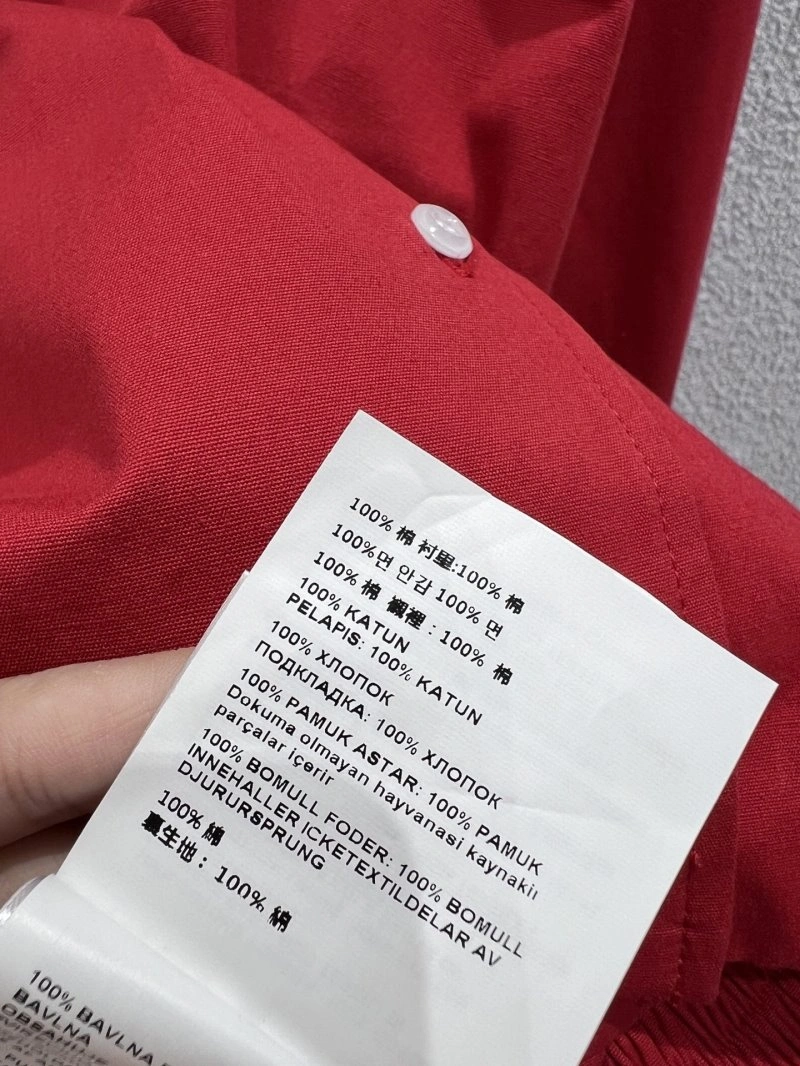 100% 棉 衬里:100% 棉
100%면 안감 100% 면
100% 棉 襯裡：100% 棉
100% KATUN
PELAPIS: 100% KATUN
100% ХЛОПОК
ПОДКЛАДКА: 100% ХЛОПОК
100% PAMUK ASTAR: 100% PAMUK
Dokuma olmayan hayvanasi kaynakiı
parçalar içerir
100% BOMULL FODER: 100% BOMULL
INNEHALLER ICKETEXTILDELAR AV
DJURURSPRUNG
100% 綿
裏生地：100% 綿
100% BAVLNA
BAVLNA